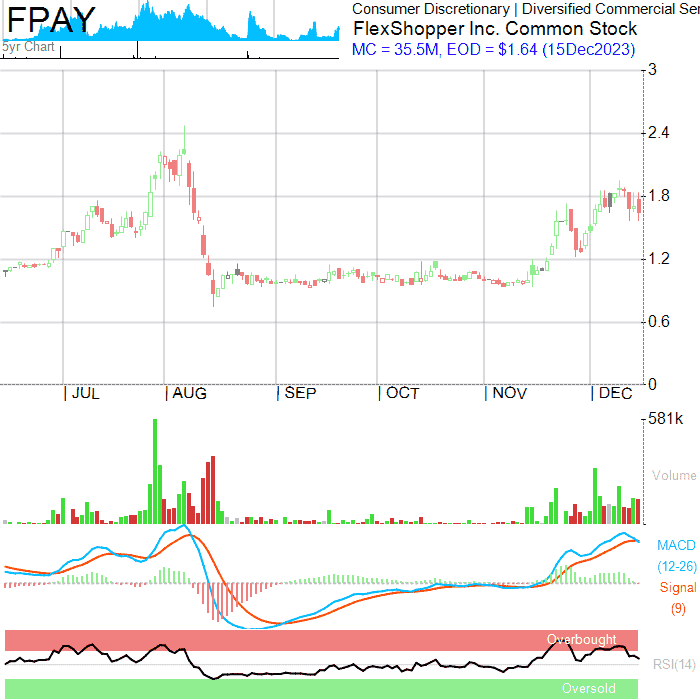 FPAY
5yr Chart
Consumer Discretionary | Diversified Commercial Ser
FlexShopper Inc. Common Stock
MC = 35.5M, EOD = $1.64 (15Dec2023)
3
2.4
1.8
1.2
0.6
0
| JUL | AUG | SEP | OCT | NOV | DEC
581k
Volume
MACD
(12-26)
Signal
(9)
Overbought
RSI(14)
Oversold